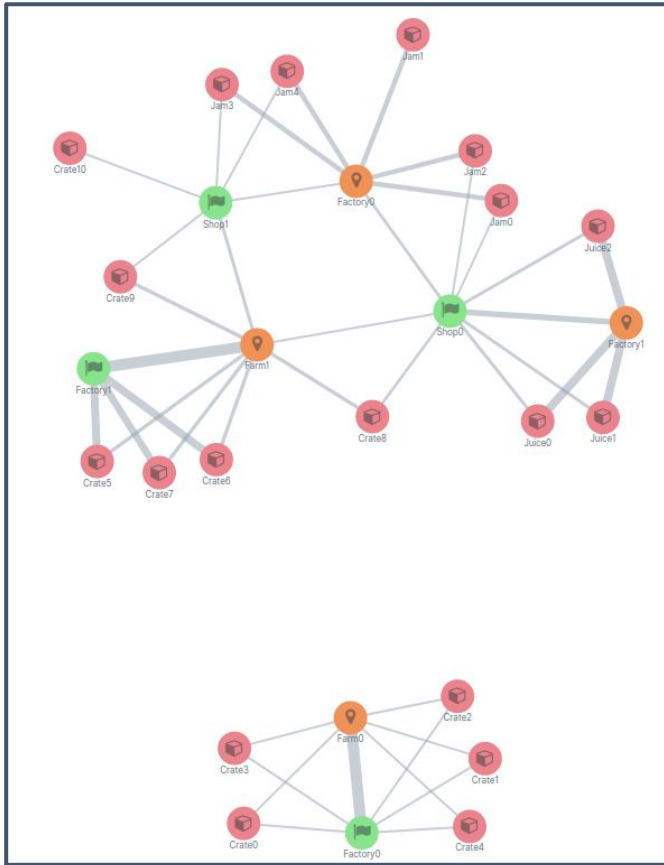 Jam1
Jam4
Jam3
Crate10
Jam2
Factory0
Jam0
Shop1
Juice2
Crate9
Shop0
Factory1
Farm1
Factory1
Crate8
Juice0
Juice1
Crate5
Crate7
Crate6
Crate2
Farm0
Crate3
Crate1
Crate0
Factory0
Crate4